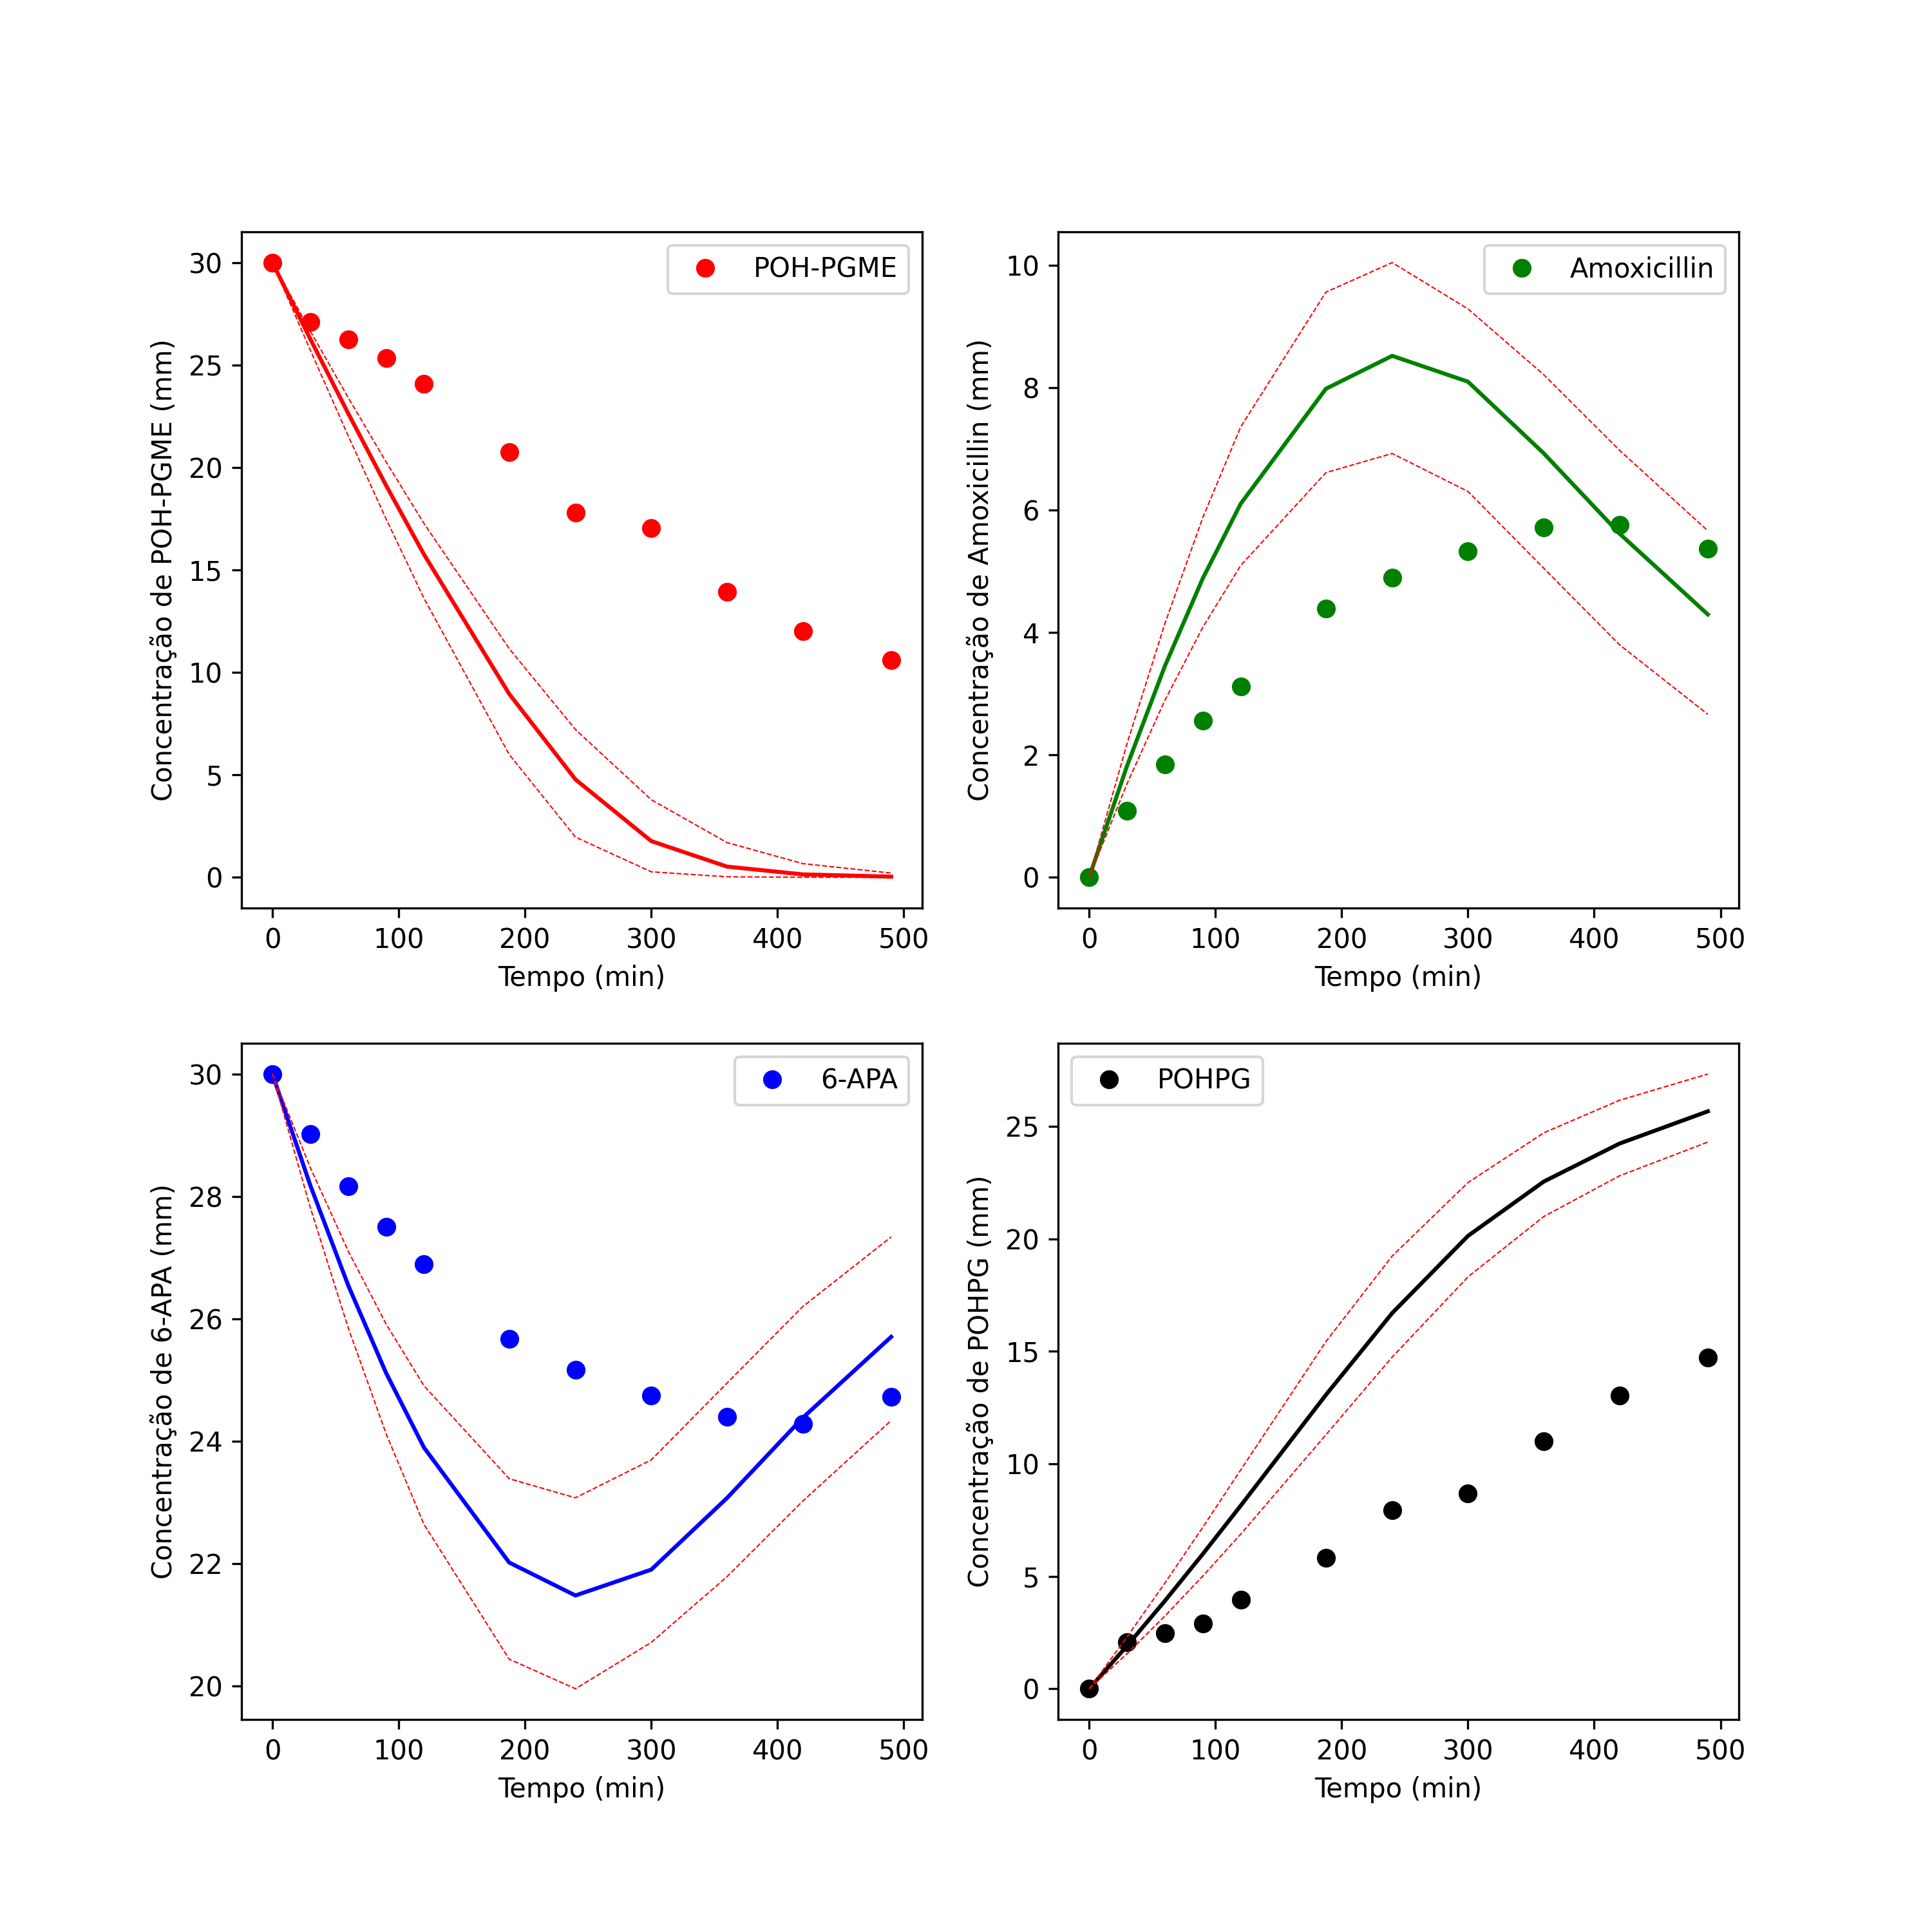 Concentração de POH-PGME (mm)
30
25
20
15
10
5
0
POH-PGME
0 100 200 300 400 500
Tempo (min)
Concentração de Amoxicillin (mm)
10
8
6
4
2
0
Amoxicillin
0 100 200 300 400 500
Tempo (min)
Concentração de 6-APA (mm)
30
28
26
24
22
20
6-APA
0 100 200 300 400 500
Tempo (min)
Concentração de POHPG (mm)
25
20
15
10
5
0
POHPG
0 100 200 300 400 500
Tempo (min)